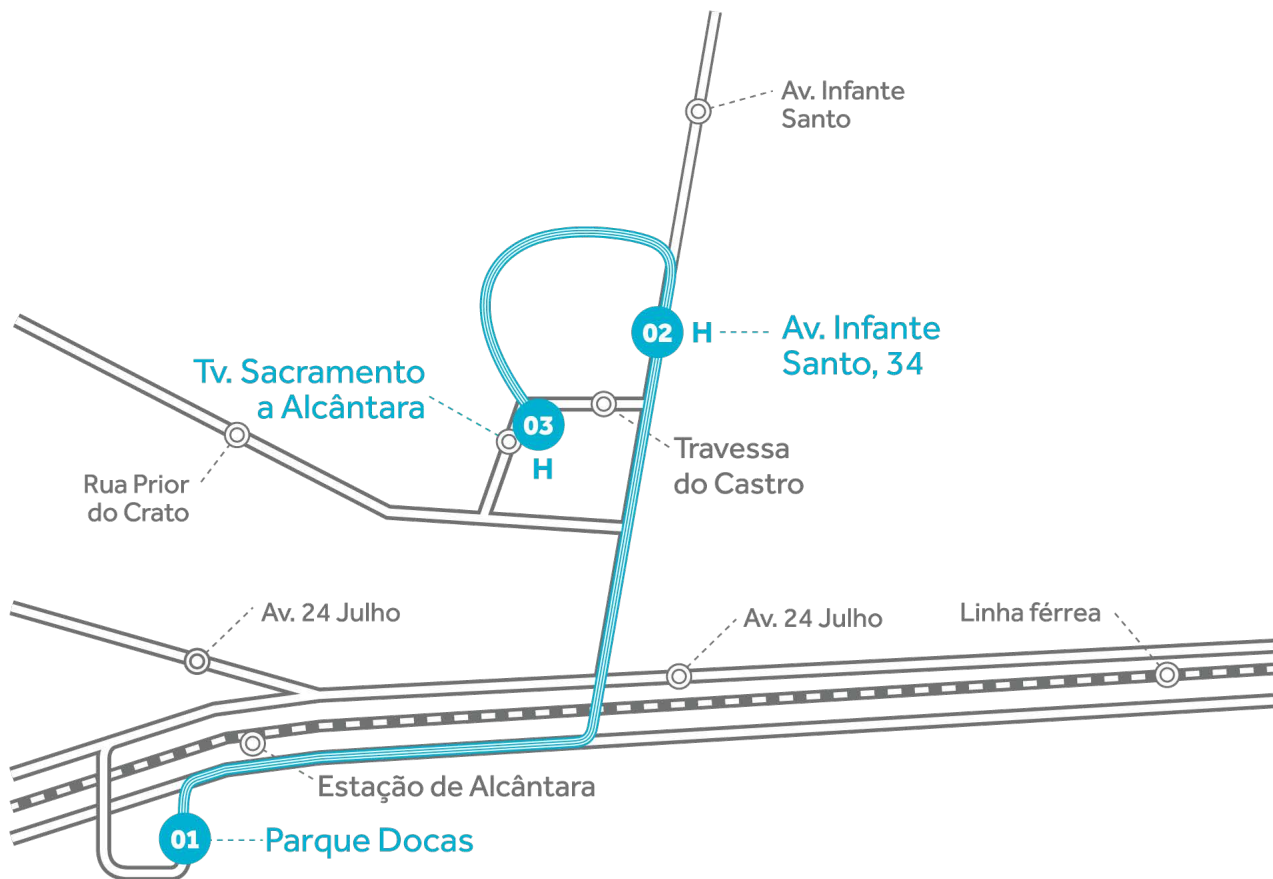 Av. Infante
Santo
02 H
Av. Infante
Santo, 34
Tv. Sacramento
a Alcântara
03
H
Travessa
do Castro
Rua Prior
do Crato
Av. 24 Julho
Av. 24 Julho
Linha férrea
Estação de Alcântara
01
Parque Docas